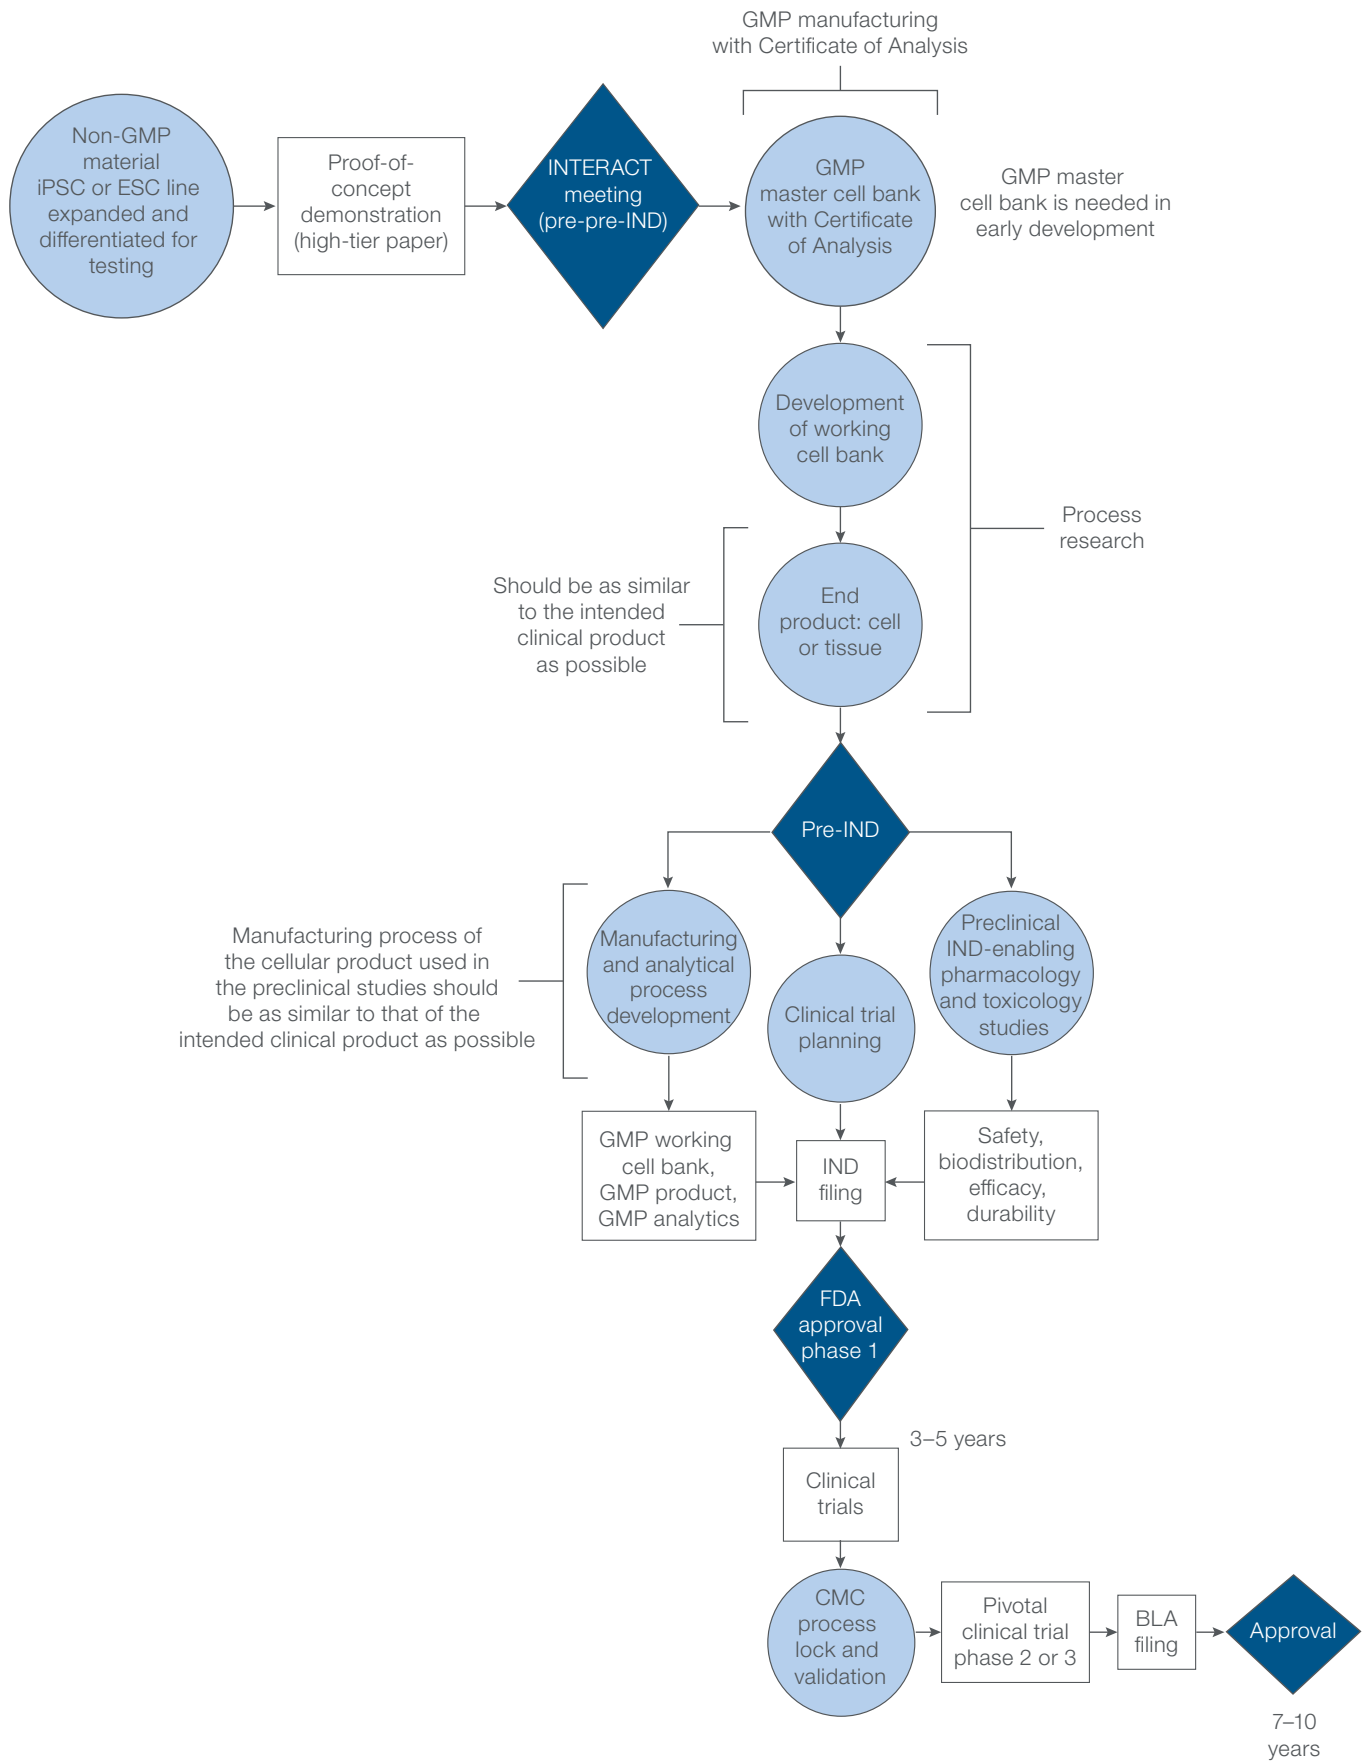 GMP manufacturing
with Certificate of Analysis
Non-GMP
material
iPSC or ESC line
expanded and
differentiated for
testing
Proof-of-
concept
demonstration
(high-tier paper)
INTERACT
meeting
(pre-pre-IND)
GMP
master cell bank
with Certificate
of Analysis
GMP master
cell bank is needed in
early development
Development
of working
cell bank
Process
research
Should be as similar
to the intended
clinical product
as possible
End
product: cell
or tissue
Pre-IND
Manufacturing process of
the cellular product used in
the preclinical studies should
be as similar to that of the
intended clinical product as possible
Manufacturing
and analytical
process
development
Clinical trial
planning
Preclinical
IND-enabling
pharmacology
and toxicology
studies
GMP working
cell bank,
GMP product,
GMP analytics
IND
filing
Safety,
biodistribution,
efficacy,
durability
FDA
approval
phase 1
3–5 years
Clinical
trials
CMC
process
lock and
validation
Pivotal
clinical trial
phase 2 or 3
BLA
filing
Approval
7–10
years